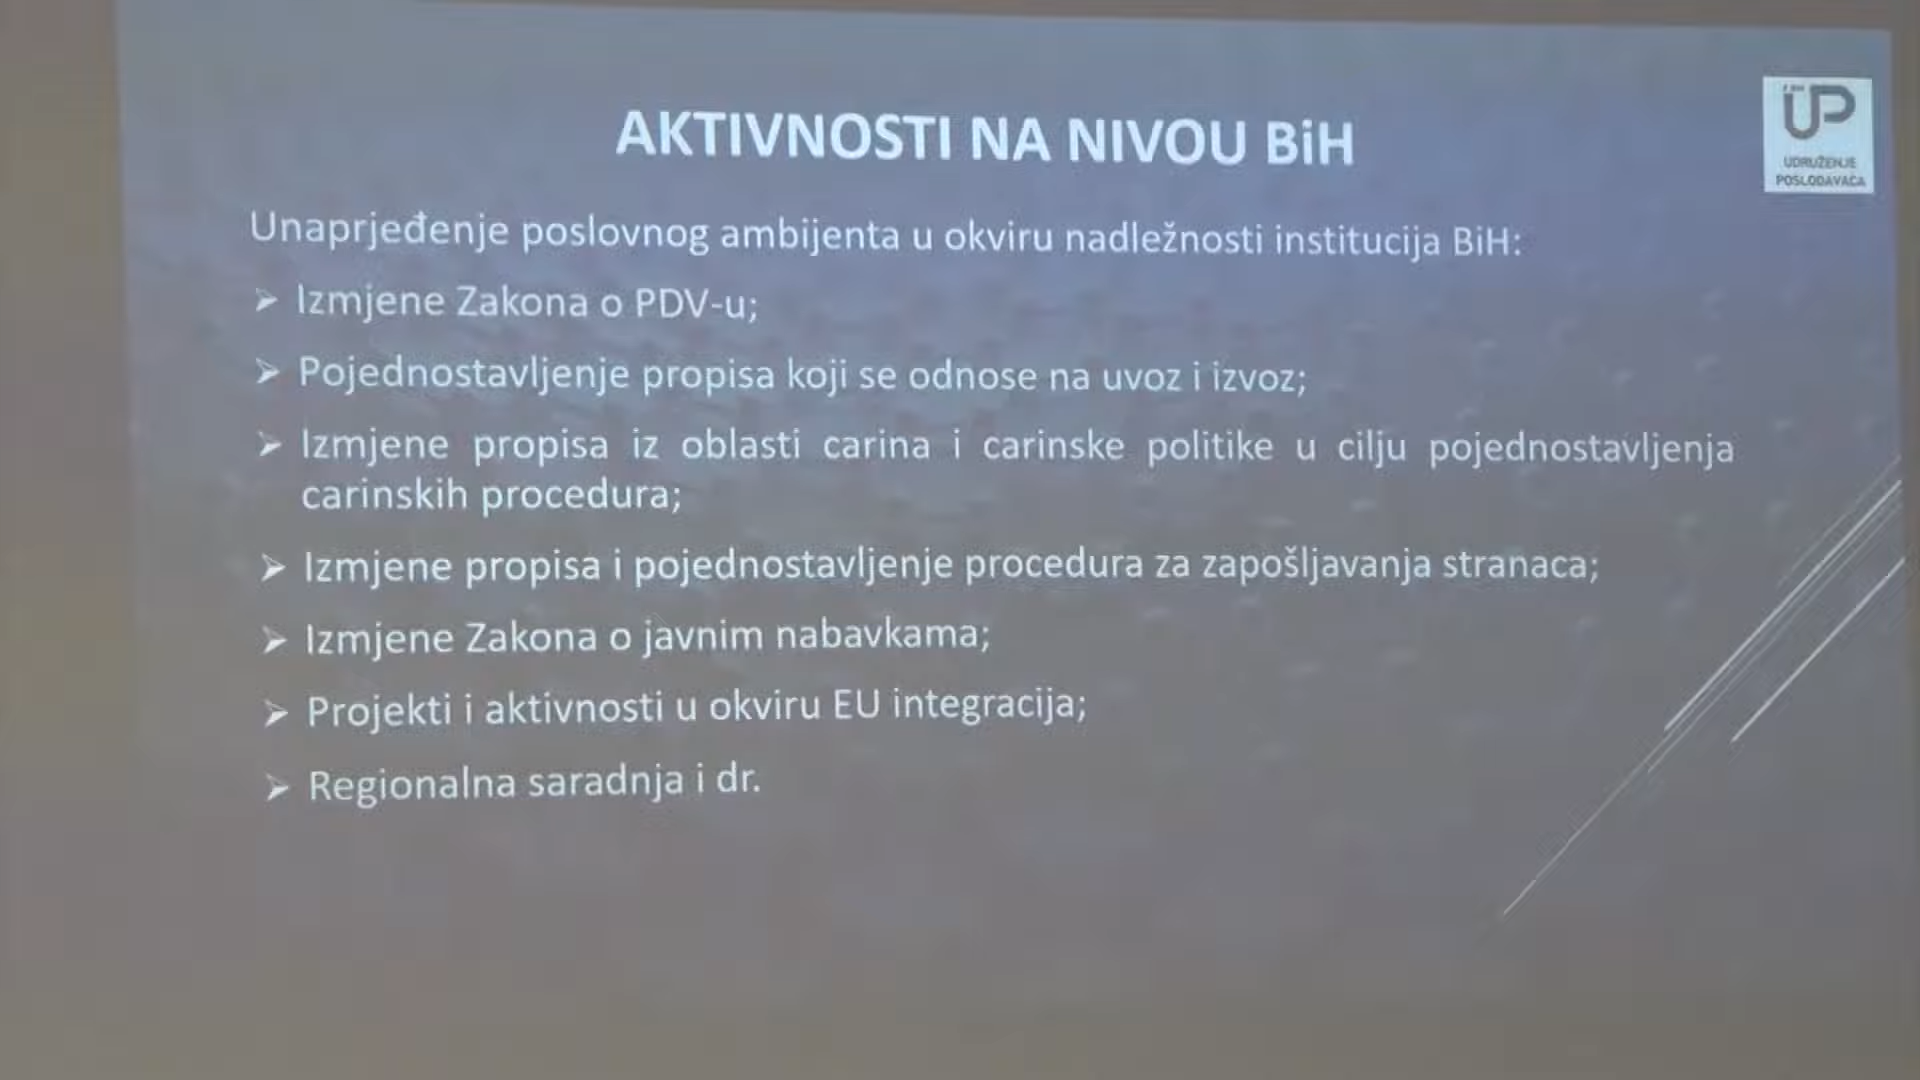 AKTIVNOSTI NA NIVOU BiH
UP
UDRUŽENJE
POSLODAVACA
Unaprjeđenje poslovnog ambijenta u okviru nadležnosti institucija BiH:
➢ Izmjene Zakona o PDV-u;
➢ Pojednostavljenje propisa koji se odnose na uvoz i izvoz;
➢ Izmjene propisa iz oblasti carina i carinske politike u cilju pojednostavljenja
carinskih procedura;
➢ Izmjene propisa i pojednostavljenje procedura za zapošljavanja stranaca;
➢ Izmjene Zakona o javnim nabavkama;
➢ Projekti i aktivnosti u okviru EU integracija;
➢ Regionalna saradnja i dr.